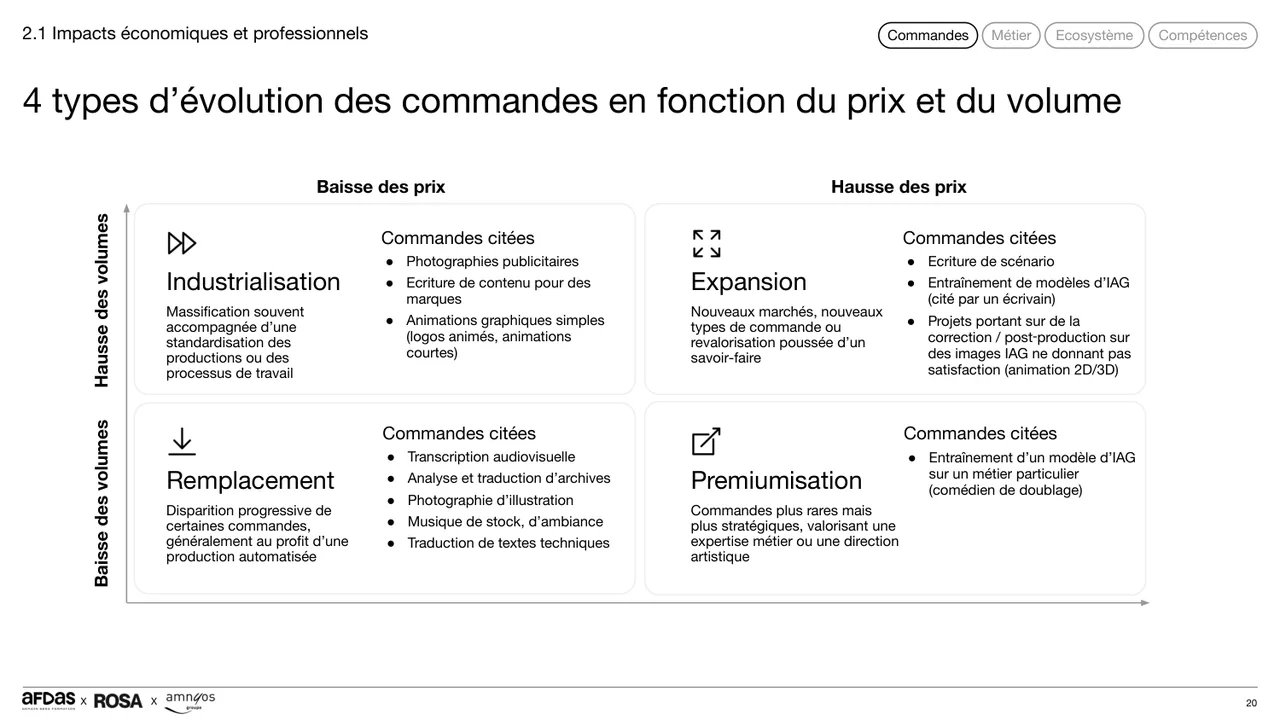 2.1 Impacts économiques et professionnels
Commandes
Métier
Ecosystème
Compétences
4 types d’évolution des commandes en fonction du prix et du volume
Baisse des prix
Hausse des prix
Hausse des volumes
Industrialisation
Massification souvent
accompagnée d’une
standardisation des
productions ou des
processus de travail
Commandes citées
● Photographies publicitaires
● Ecriture de contenu pour des
marques
● Animations graphiques simples
(logos animés, animations
courtes)
Expansion
Nouveaux marchés, nouveaux
types de commande ou
revalorisation poussée d’un
savoir-faire
Commandes citées
● Ecriture de scénario
● Entraînement de modèles d’IAG
(cité par un écrivain)
● Projets portant sur de la
correction / post-production sur
des images IAG ne donnant pas
satisfaction (animation 2D/3D)
Baisse des volumes
Remplacement
Disparition progressive de
certaines commandes,
généralement au profit d’une
production automatisée
Commandes citées
● Transcription audiovisuelle
● Analyse et traduction d’archives
● Photographie d’illustration
● Musique de stock, d’ambiance
● Traduction de textes techniques
Premiumisation
Commandes plus rares mais
plus stratégiques, valorisant une
expertise métier ou une direction
artistique
Commandes citées
● Entraînement d’un modèle d’IAG
sur un métier particulier
(comédien de doublage)
afdas x ROSA x amnyos
groupe
20